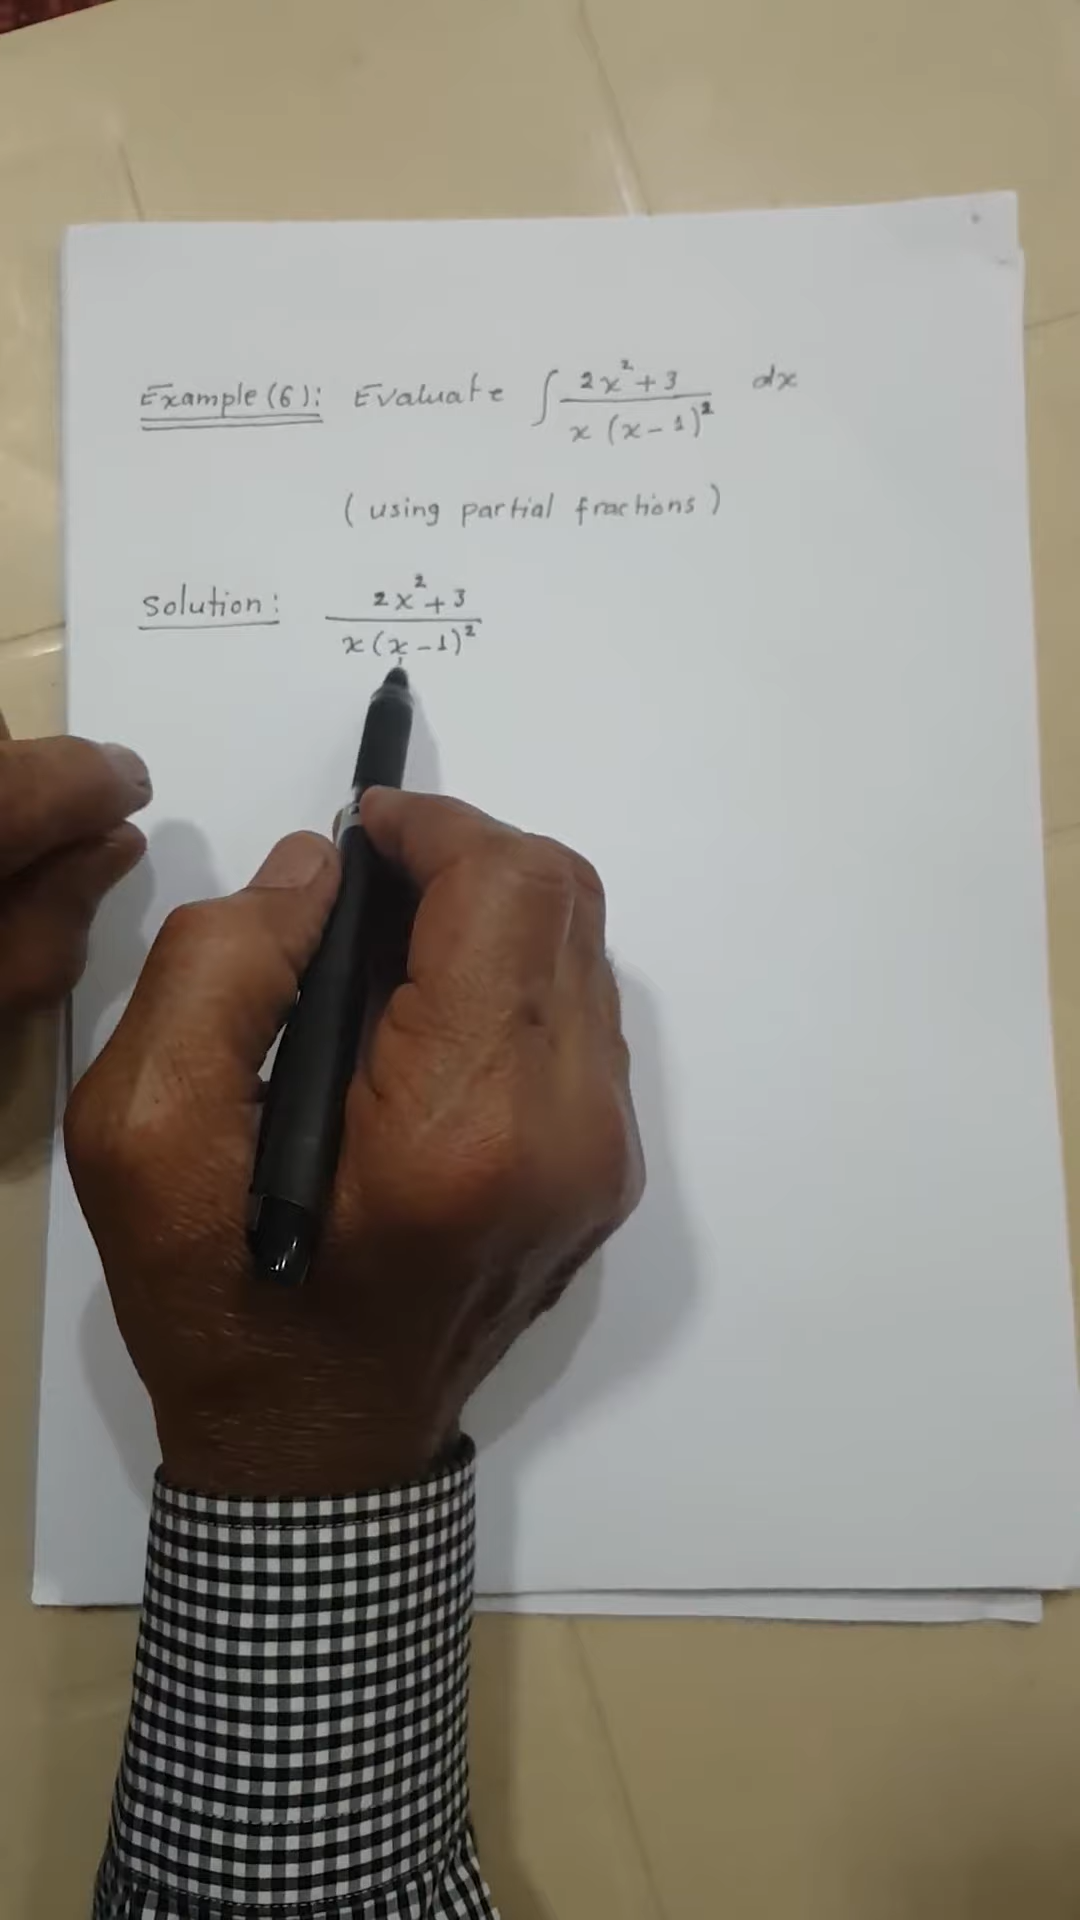 Example (6): Evaluate ∫ (2x² + 3) / (x (x - 1)²) dx
(using partial fractions)
Solution: (2x² + 3) / (x(x - 1)²)